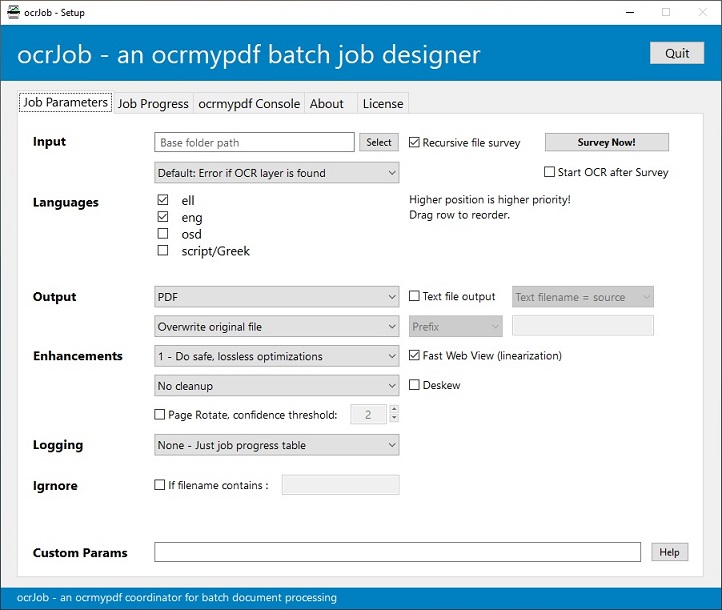 ocrJob - Setup
ocrJob - an ocrmypdf batch job designer
Quit
Job Parameters Job Progress ocrmypdf Console About License
Input Base folder path Select Recursive file survey Survey Now!
Default: Error if OCR layer is found Start OCR after Survey
Languages ell Higher position is higher priority!
eng Drag row to reorder.
osd
script/Greek
Output PDF Text file output Text filename = source
Overwrite original file Prefix
Enhancements 1 - Do safe, lossless optimizations Fast Web View (linearization)
No cleanup Deskew
Page Rotate, confidence threshold: 2
Logging None - Just job progress table
Igrnore If filename contains :
Custom Params Help
ocrJob - an ocrmypdf coordinator for batch document processing